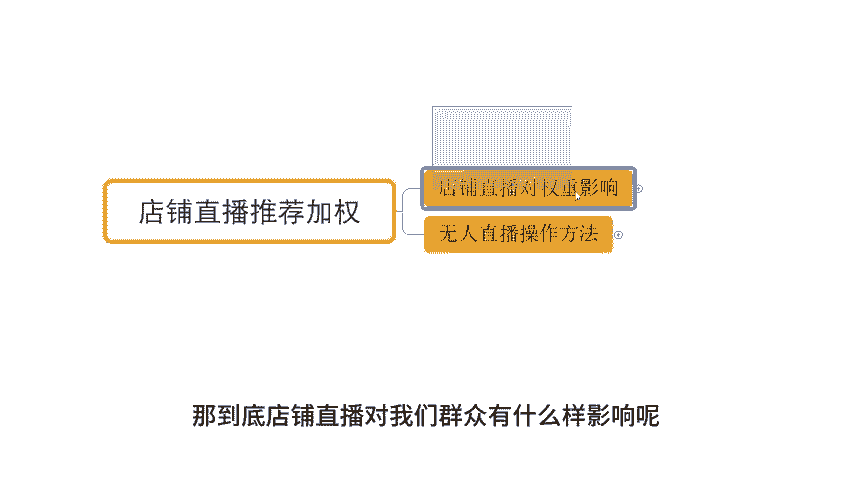 店铺直播对权重影响
店铺直播推荐加权
无人直播操作方法
那到底店铺直播对我们群众有什么样影响呢